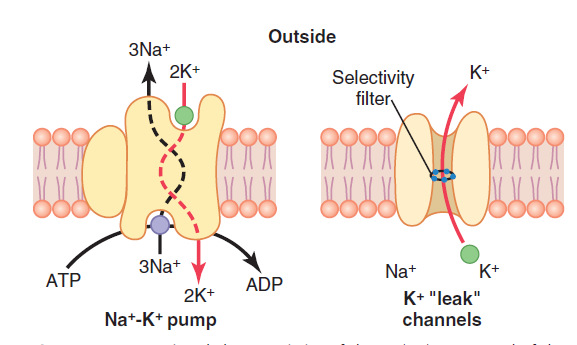 Outside
3Na+
2K+
Selectivity
filter
K+
ATP
3Na+
2K+
ADP
Na+-K+ pump
Na+
K+
K+ "leak"
channels